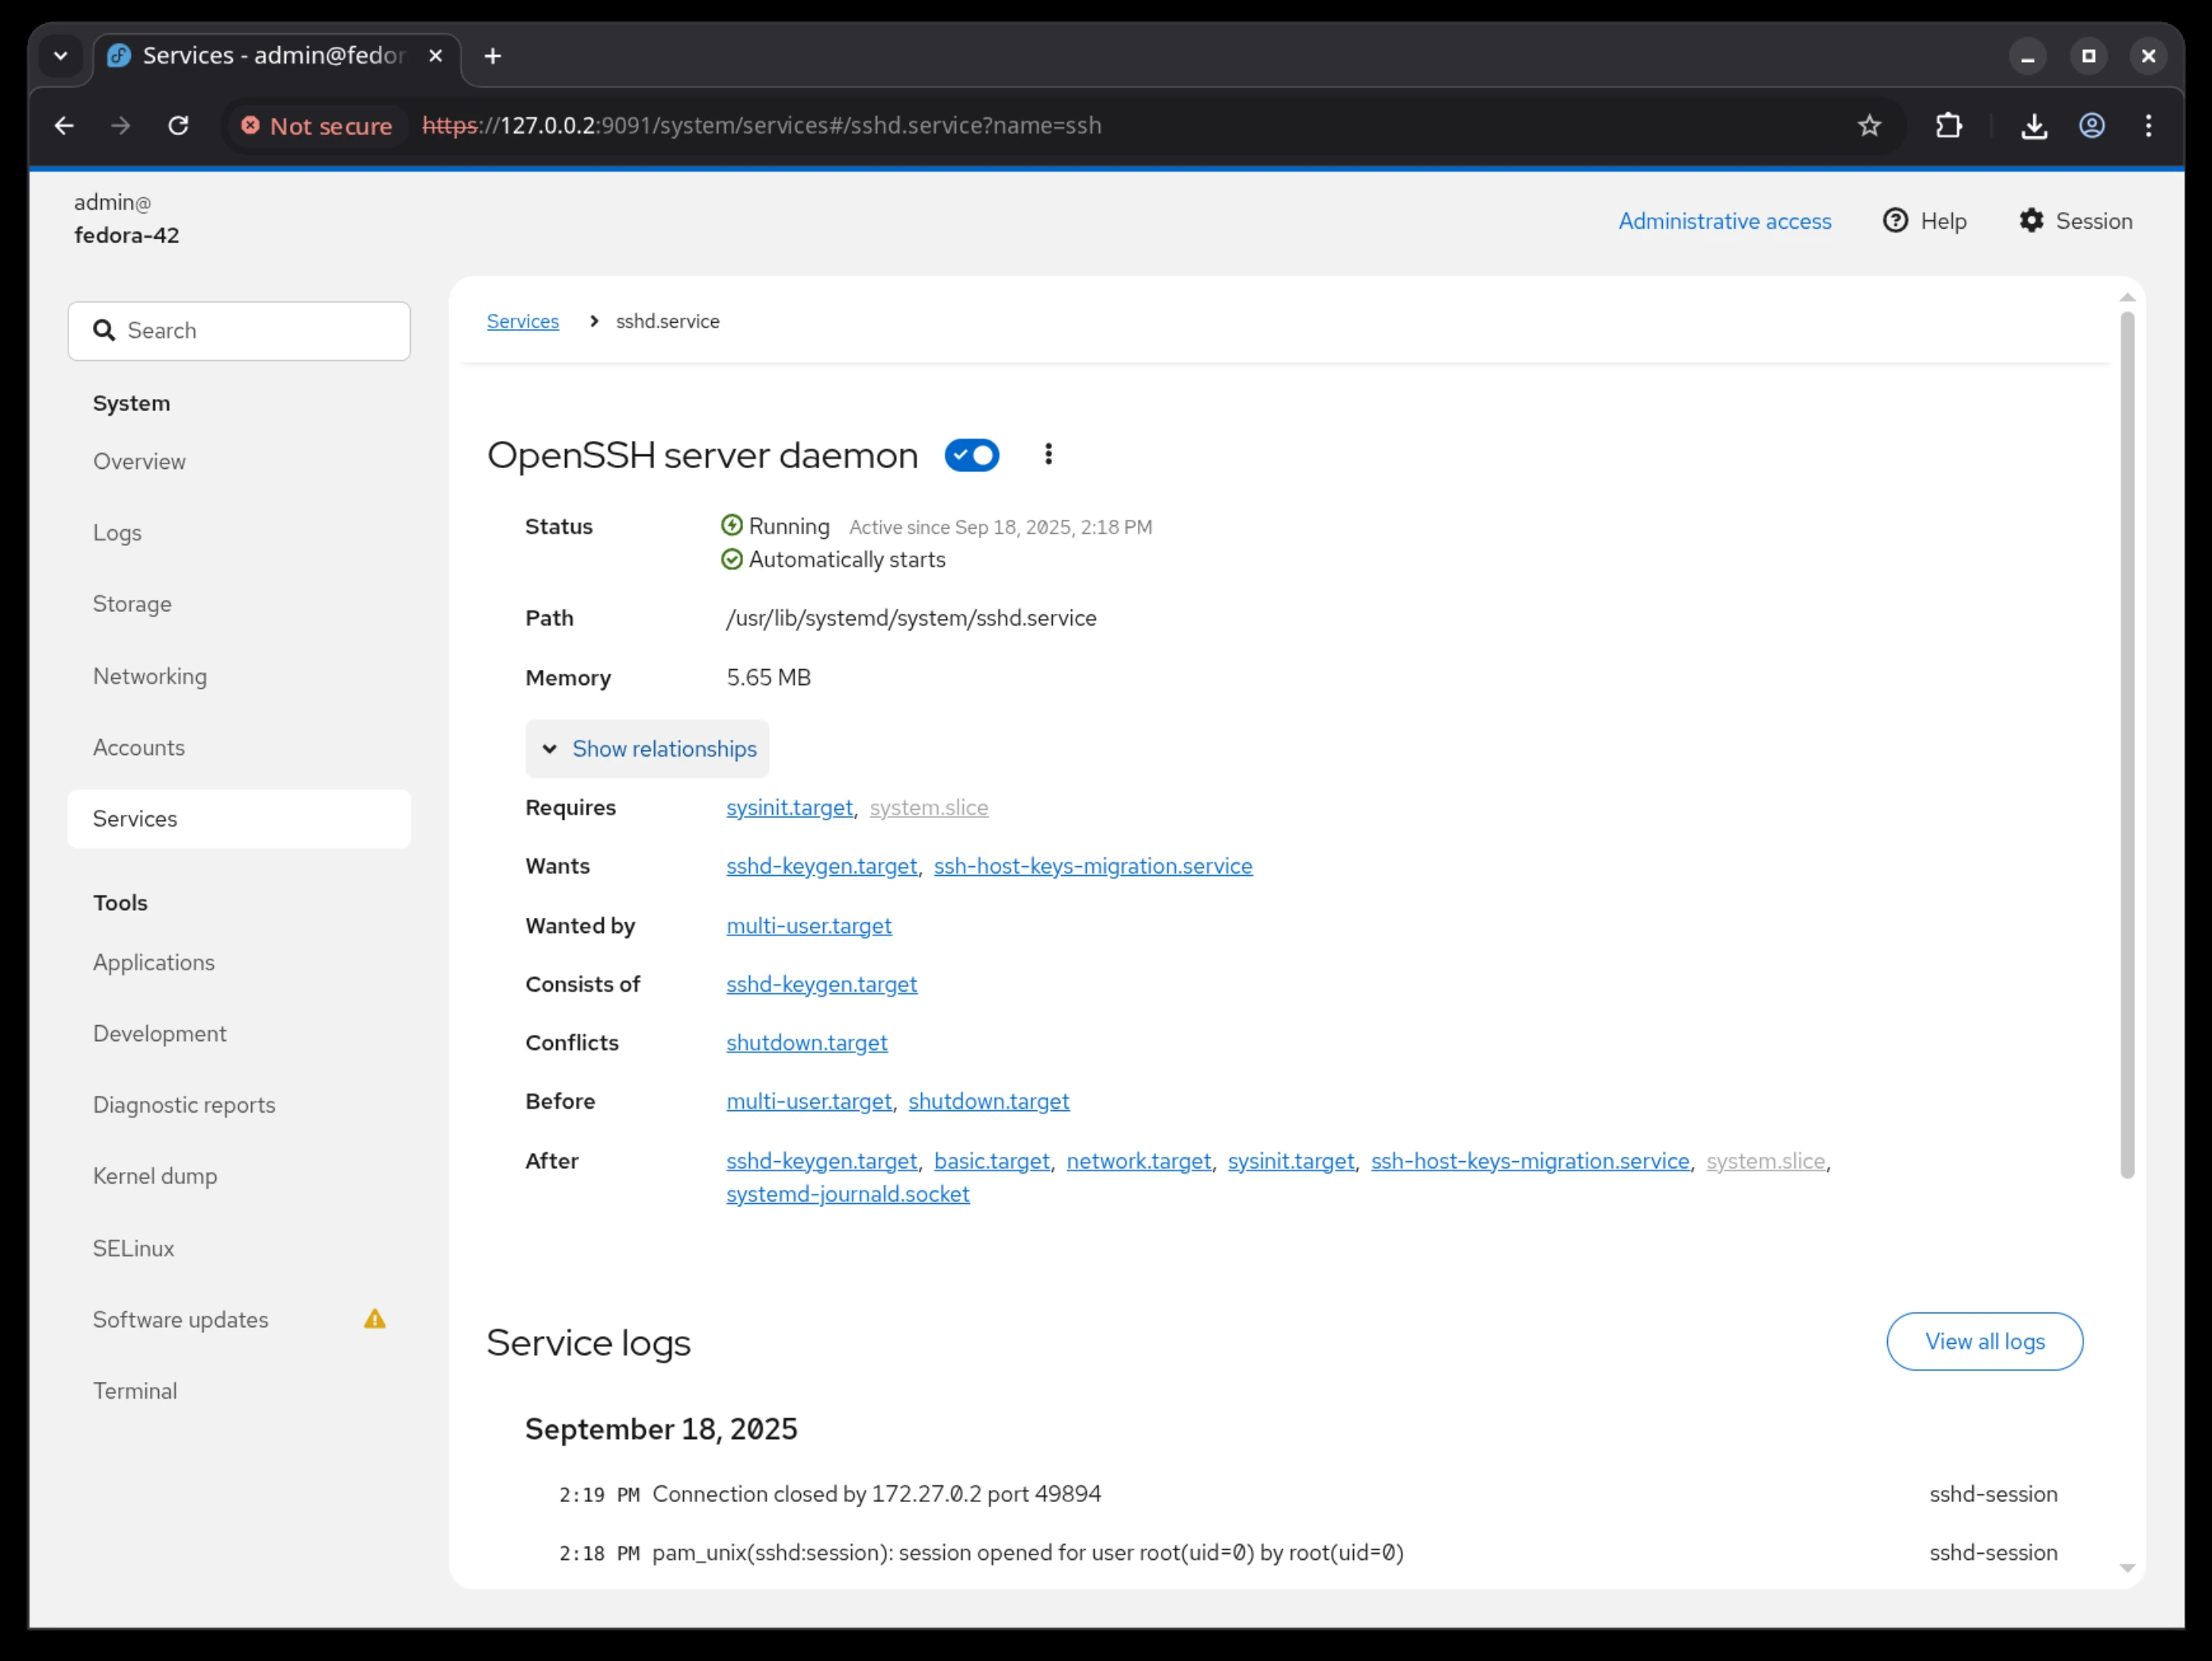 Services - admin@fedor
Not secure https://127.0.0.2:9091/system/services#/sshd.service?name=ssh
admin@
fedora-42
Administrative access
Help
Session
Search
System
Overview
Logs
Storage
Networking
Accounts
Services
Tools
Applications
Development
Diagnostic reports
Kernel dump
SELinux
Software updates
Terminal
Services > sshd.service
OpenSSH server daemon
Status Running Active since Sep 18, 2025, 2:18 PM
Automatically starts
Path /usr/lib/systemd/system/sshd.service
Memory 5.65 MB
Show relationships
Requires sysinit.target, system.slice
Wants sshd-keygen.target, ssh-host-keys-migration.service
Wanted by multi-user.target
Consists of sshd-keygen.target
Conflicts shutdown.target
Before multi-user.target, shutdown.target
After sshd-keygen.target, basic.target, network.target, sysinit.target, ssh-host-keys-migration.service, system.slice,
systemd-journald.socket
Service logs
View all logs
September 18, 2025
2:19 PM Connection closed by 172.27.0.2 port 49894 sshd-session
2:18 PM pam_unix(sshd:session): session opened for user root(uid=0) by root(uid=0) sshd-session